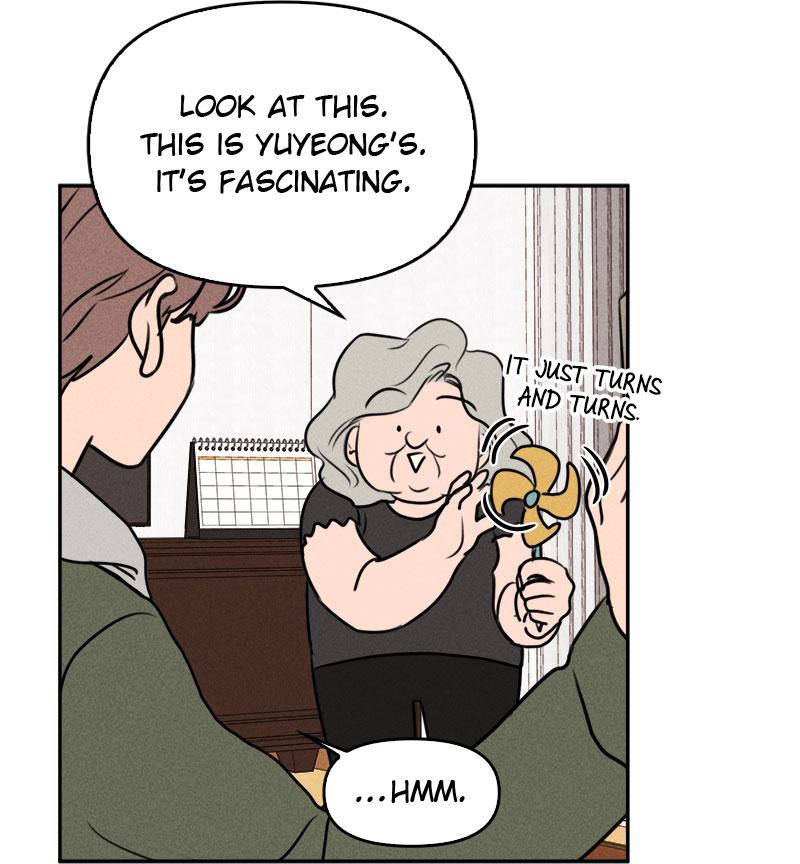 LOOK AT THIS.
THIS IS YUYEONG'S.
IT'S FASCINATING.
IT JUST TURNS
AND TURNS.
...HMM.